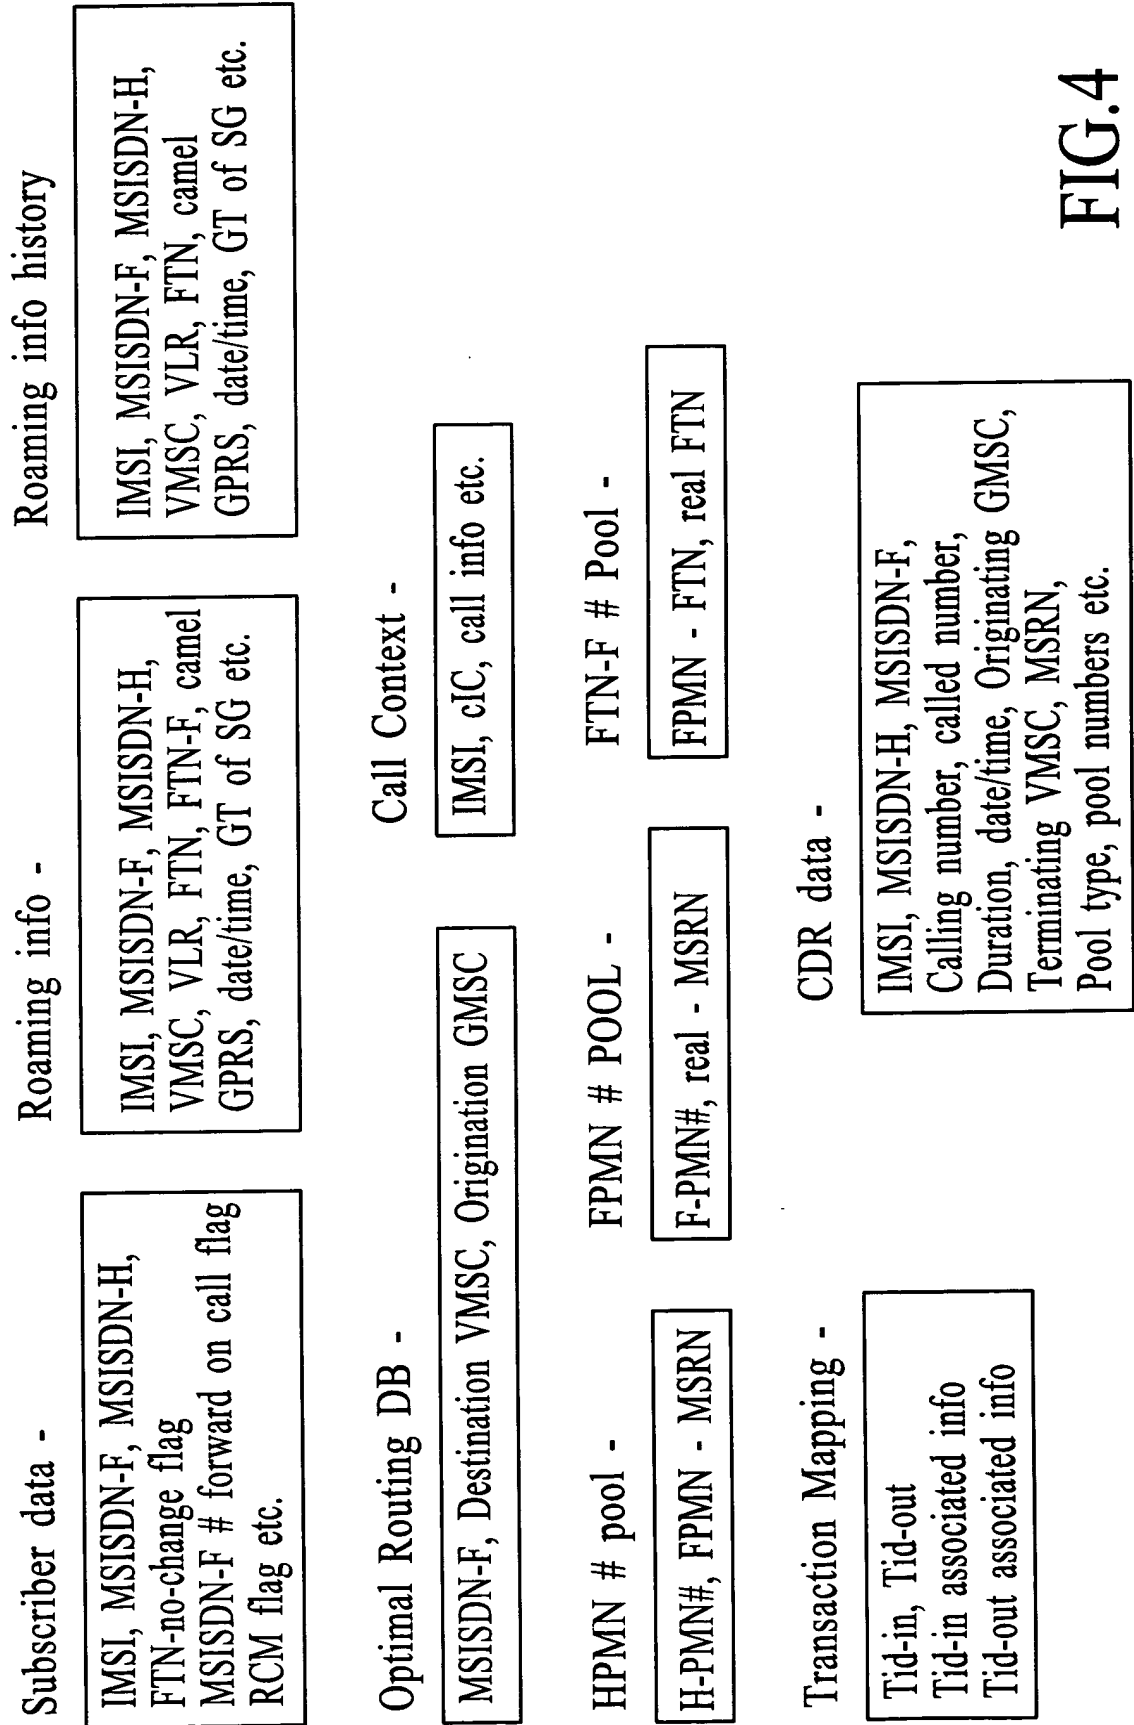 Subscriber data -
IMSI, MSISDN-F, MSISDN-H,
FTN-no-change flag
MSISDN-F # forward on call flag
RCM flag etc.
Roaming info -
IMSI, MSISDN-F, MSISDN-H,
VMSC, VLR, FTN, FTN-F, camel
GPRS, date/time, GT of SG etc.
Roaming info history
IMSI, MSISDN-F, MSISDN-H,
VMSC, VLR, FTN, camel
GPRS, date/time, GT of SG etc.
Optimal Routing DB -
MSISDN-F, Destination VMSC, Origination GMSC
Call Context -
IMSI, cIC, call info etc.
HPMN # pool -
H-PMN#, FPMN - MSRN
FPMN # POOL -
F-PMN#, real - MSRN
FTN-F # Pool -
FPMN - FTN, real FTN
Transaction Mapping -
Tid-in, Tid-out
Tid-in associated info
Tid-out associated info
CDR data -
IMSI, MSISDN-H, MSISDN-F,
Calling number, called number,
Duration, date/time, Originating GMSC,
Terminating VMSC, MSRN,
Pool type, pool numbers etc.
FIG.4